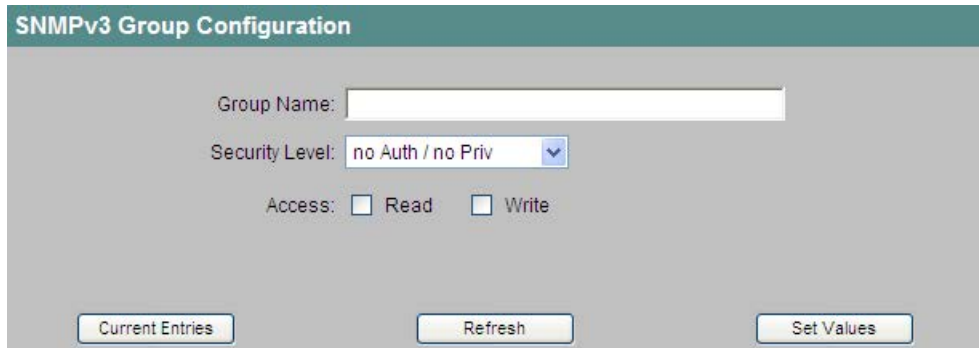 SNMPv3 Group Configuration
Group Name:
Security Level: no Auth / no Priv
Access: Read Write
Current Entries Refresh Set Values